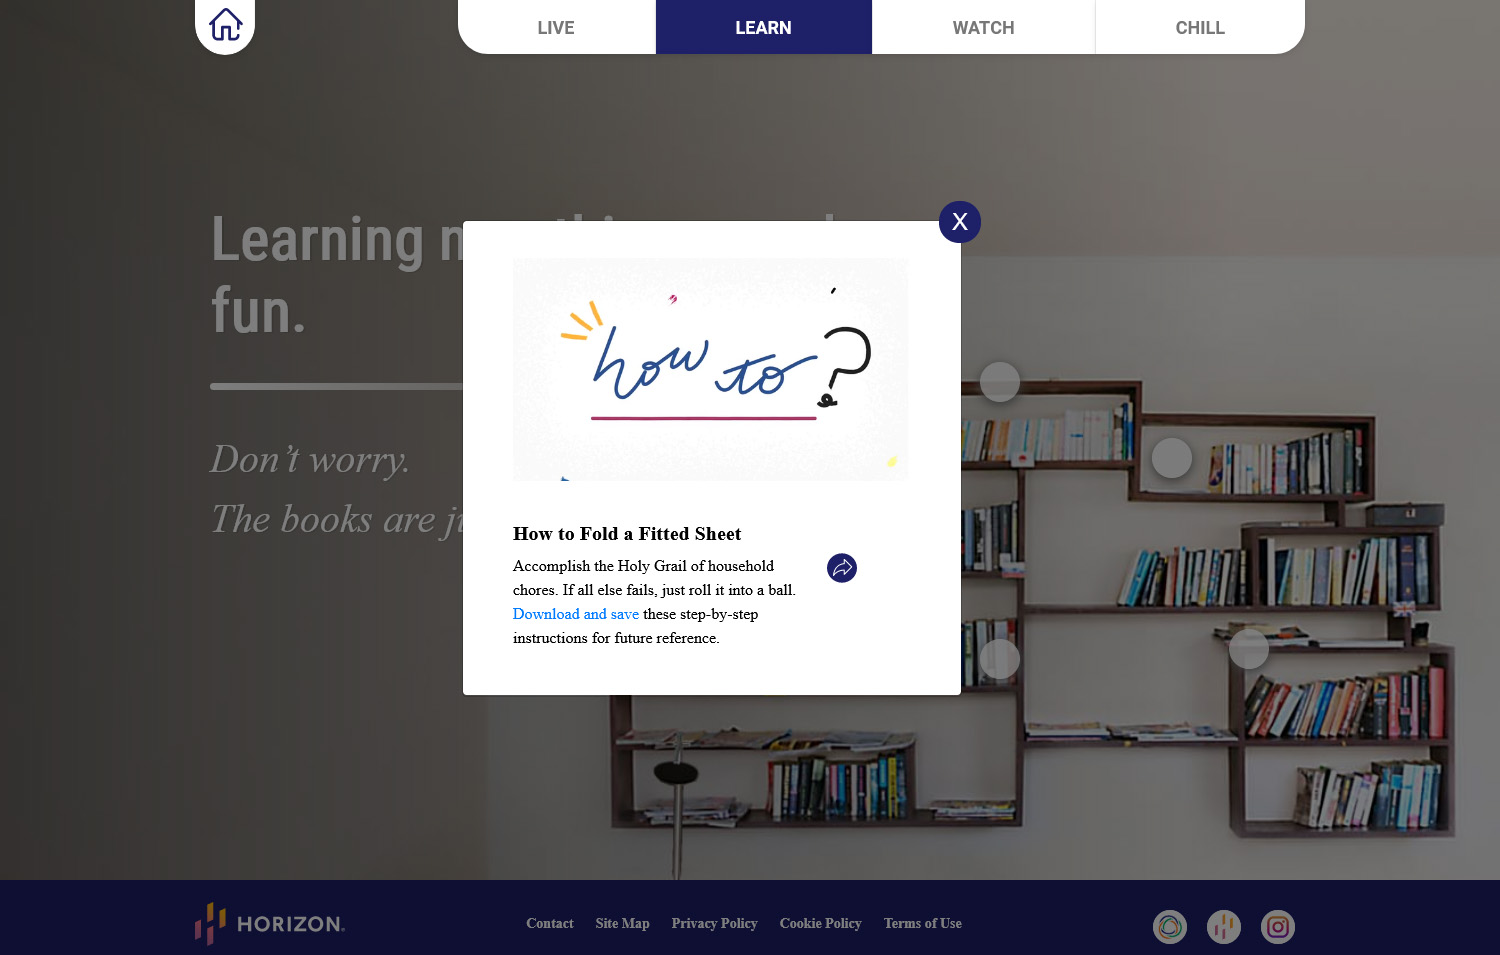 LIVE
LEARN
WATCH
CHILL
X
Learning
fun.
Don't worry.
The books are
how to?
How to Fold a Fitted Sheet
Accomplish the Holy Grail of household
chores. If all else fails, just roll it into a ball.
Download and save these step-by-step
instructions for future reference.
HORIZON
Contact
Site Map
Privacy Policy
Cookie Policy
Terms of Use